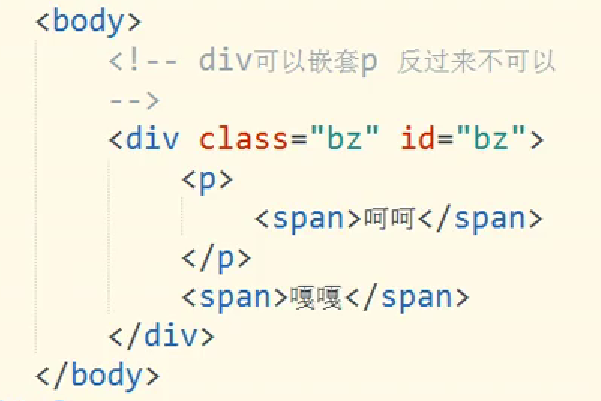 <body>
<!-- div可以嵌套p 反过来不可以
-->
<div class="bz" id="bz">
<p>
<span>呵呵</span>
</p>
<span>嘎嘎</span>
</div>
</body>